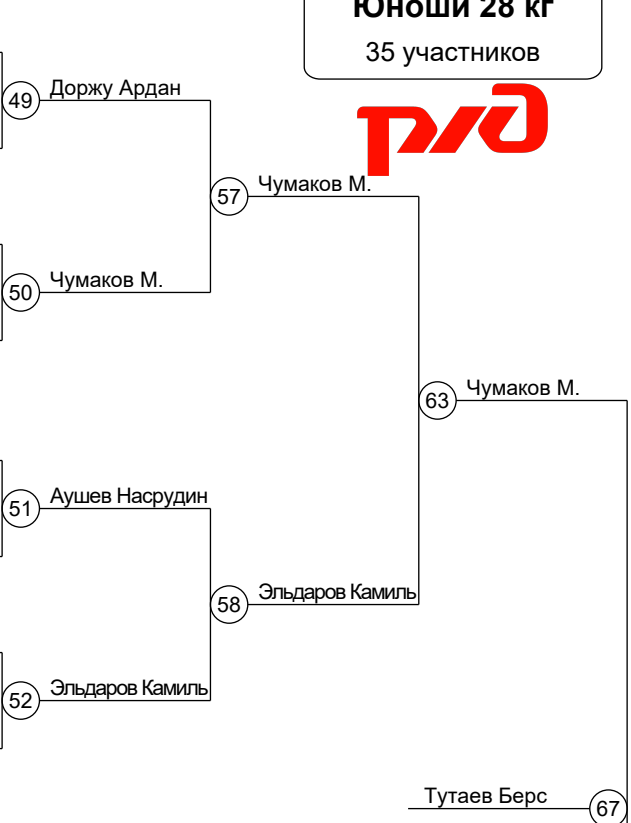 Юноши 28 кг
35 участников
ржд
49 Доржу Ардан
57 Чумаков М.
50 Чумаков М.
63 Чумаков М.
51 Аушев Насрудин
58 Эльдаров Камиль
52 Эльдаров Камиль
Тутаев Берс 67